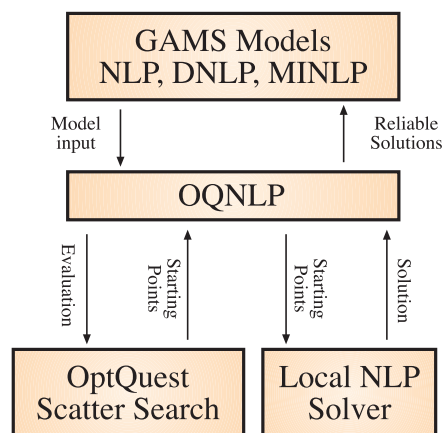 GAMS Models
NLP, DNLP, MINLP
Model
input
Reliable
Solutions
OQNLP
Evaluation
Starting
Points
Starting
Points
Solution
OptQuest
Scatter Search
Local NLP
Solver